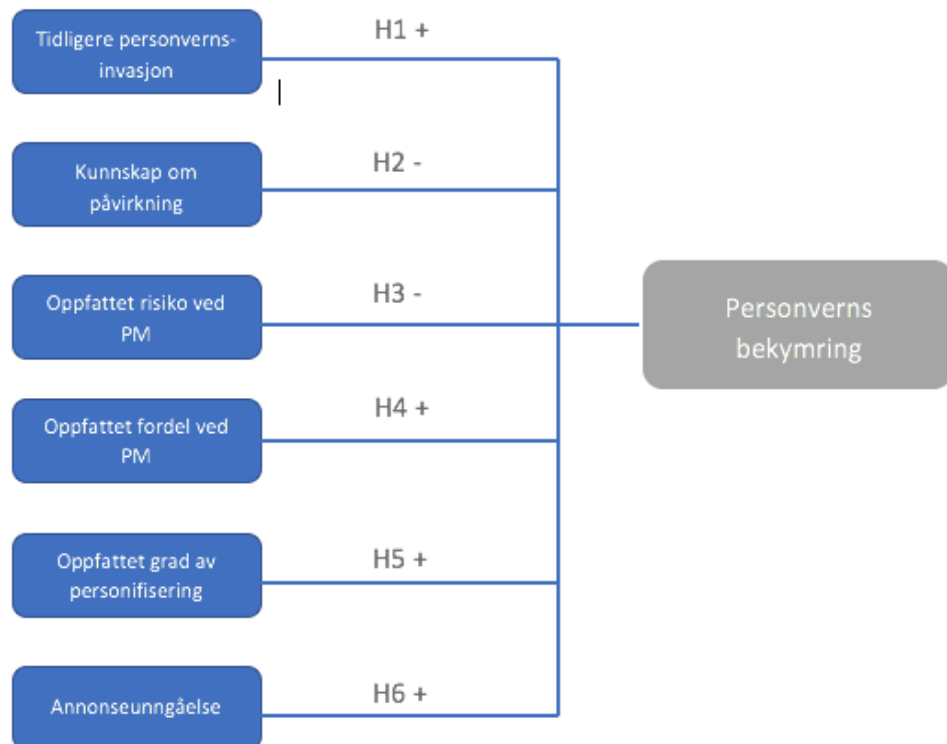 Tidligere personverns-
invasjon
H1 +
Kunnskap om
påvirkning
H2 -
Oppfattet risiko ved
PM
H3 -
Oppfattet fordel ved
PM
H4 +
Oppfattet grad av
personifisering
H5 +
Annonseunngåelse
H6 +
Personverns
bekymring